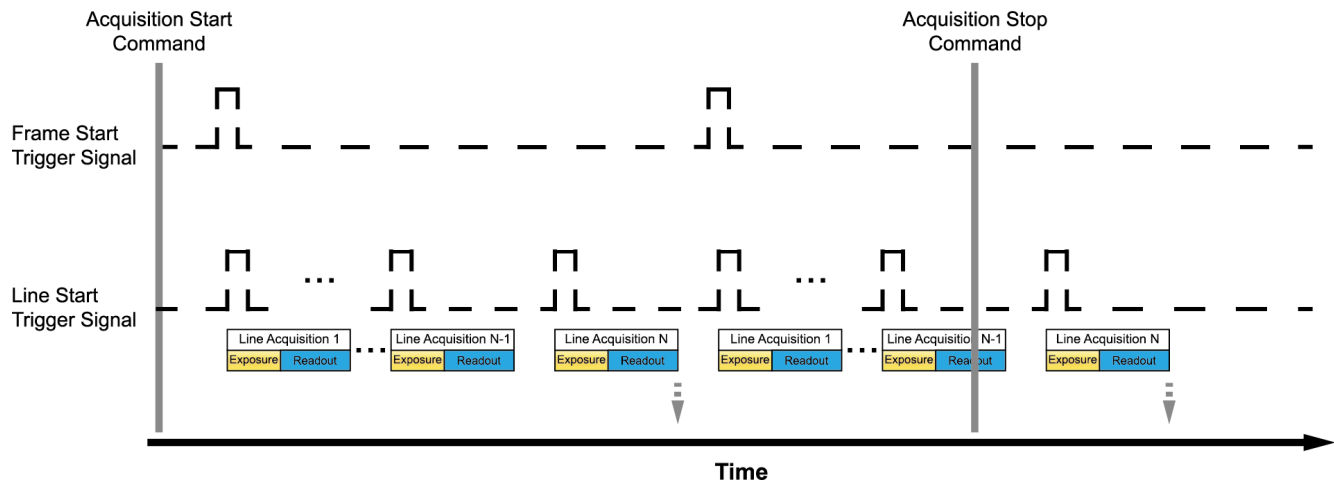 Acquisition Start
Command
Acquisition Stop
Command
Frame Start
Trigger Signal
Line Start
Trigger Signal
... ...
Line Acquisition 1 ... Line Acquisition N-1 Line Acquisition N Line Acquisition 1 ... Line Acquisition N-1 Line Acquisition N
Exposure Readout Exposure Readout Exposure Readout Exposure Readout Exposure Readout Exposure Readout
Time